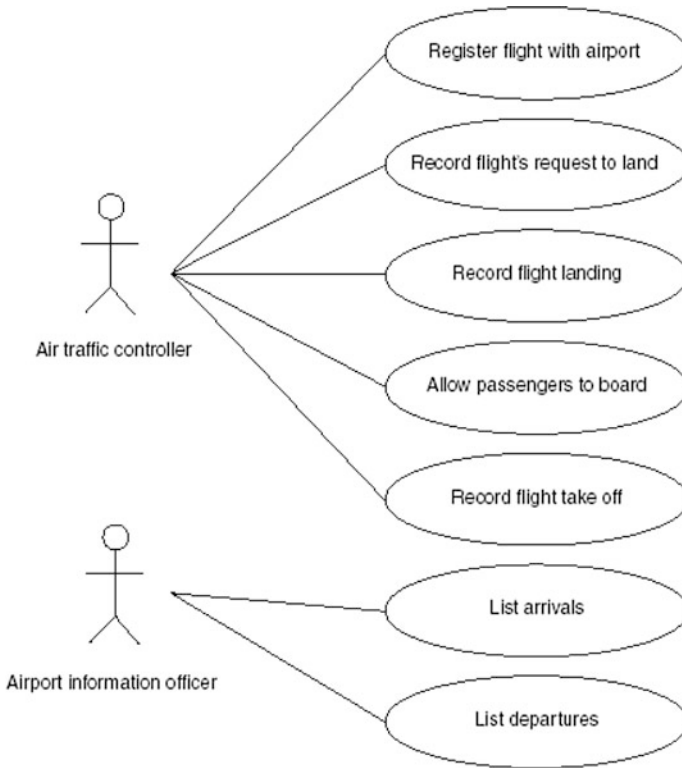 Register flight with airport
Record flight's request to land
Record flight landing
Air traffic controller
Allow passengers to board
Record flight take off
List arrivals
Airport information officer
List departures